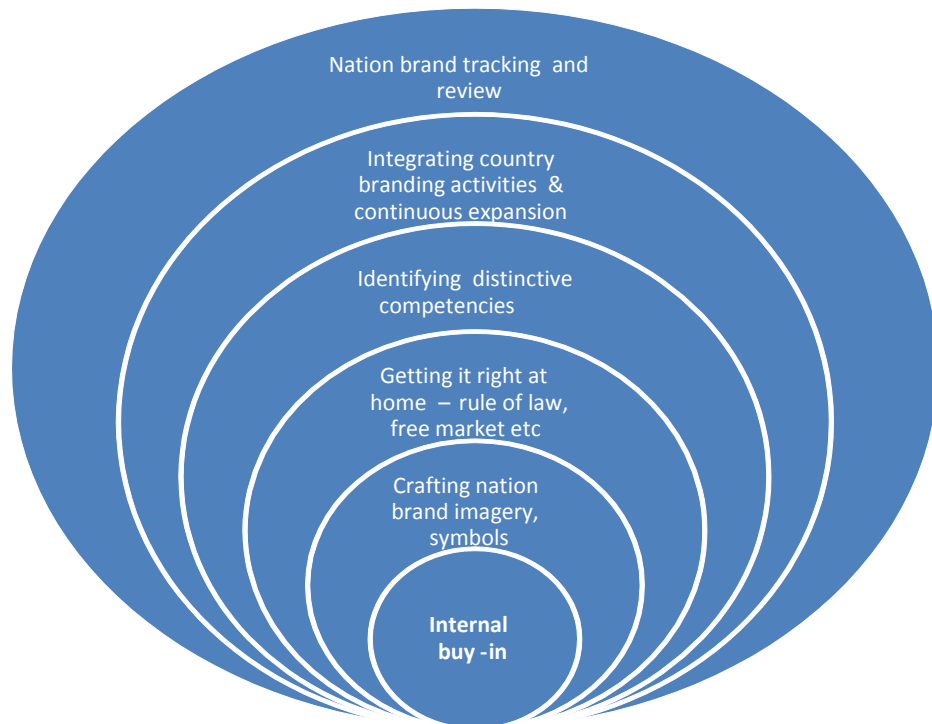 Nation brand tracking and
review
Integrating country
branding activities &
continuous expansion
Identifying distinctive
competencies
Getting it right at
home – rule of law,
free market etc
Crafting nation
brand imagery,
symbols
Internal
buy -in